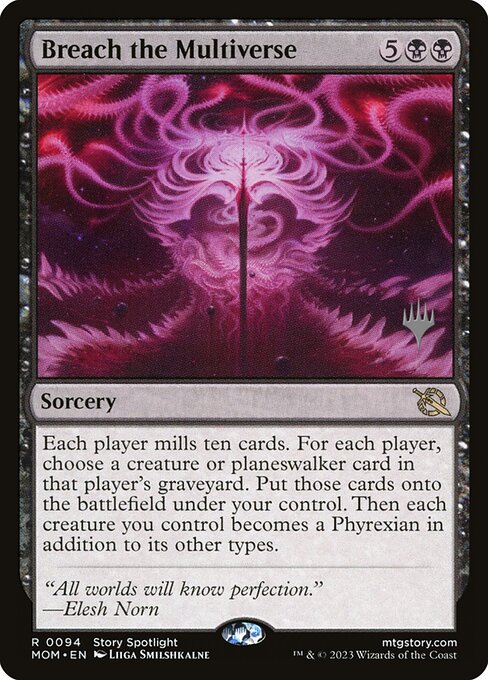 Breach the Multiverse 5
Sorcery
Each player mills ten cards. For each player,
choose a creature or planeswalker card in
that player's graveyard. Put those cards onto
the battlefield under your control. Then each
creature you control becomes a Phyrexian in
addition to its other types.
“All worlds will know perfection.”
—Elesh Norn
R 0094 Story Spotlight mtgstory.com
MOM • EN Liiga Smilshkalne ™ & © 2023 Wizards of the Coast